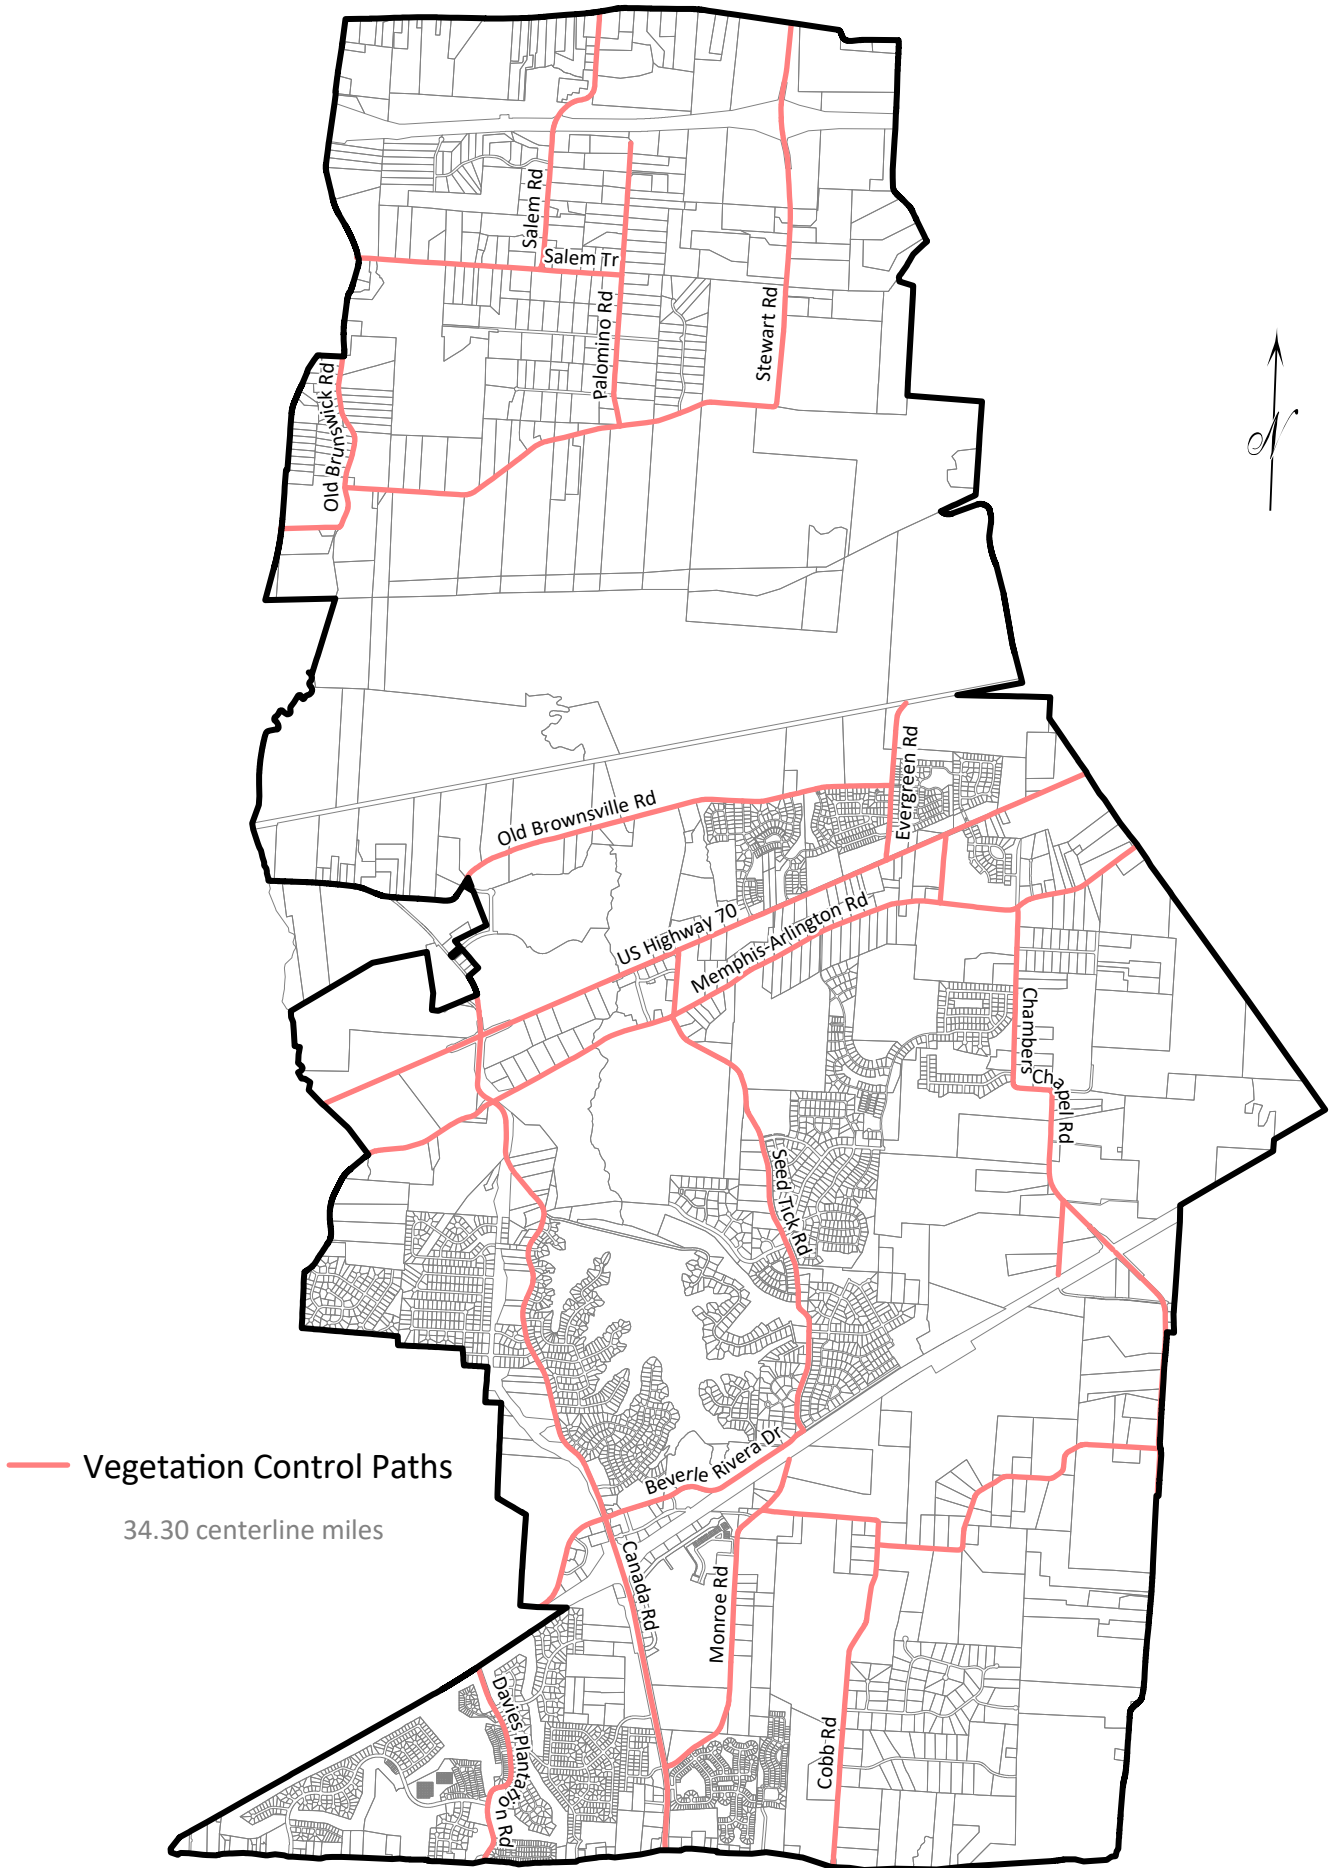 Salem Rd
Salem Tr
Palomino Rd
Stewart Rd
Old Brunswick Rd
N
Evergreen Rd
Old Brownsville Rd
US Highway 70
Memphis-Arlington Rd
Chambers Chapel Rd
Seed Tick Rd
Beverle Rivera Dr
Vegetation Control Paths
34.30 centerline miles
Canada Rd
Monroe Rd
Davies Plantation Rd
Cobb Rd